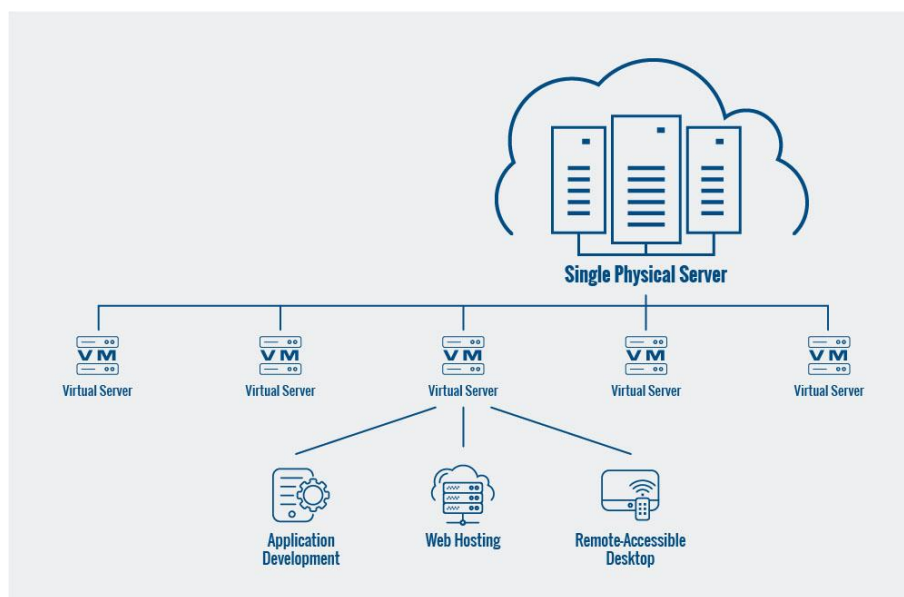 Single Physical Server
VM
VM
VM
VM
VM
Virtual Server
Virtual Server
Virtual Server
Virtual Server
Virtual Server
Application
Development
Web Hosting
Remote-Accessible
Desktop